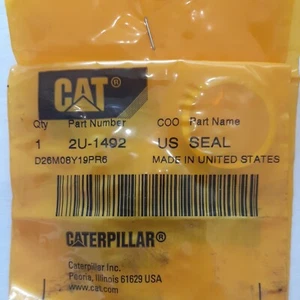 CAT®
Qty Part Number COO Part Name
1 2U-1492 US SEAL
D26M08Y19PR6 MADE IN UNITED STATES
CATERPILLAR®
Caterpillar Inc.
Peoria, Illinois 61629 USA
www.cat.com